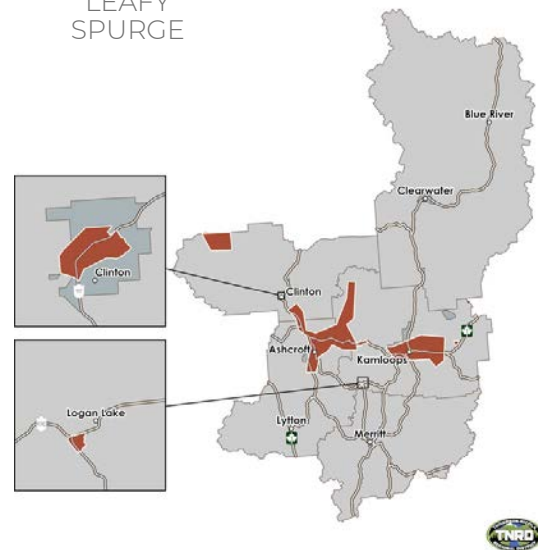 LEAFY
SPURGE
Blue River
Clearwater
Clinton
Clinton
Ashcroft
Kamloops
Logan Lake
Lytton
Merritt
TNRD